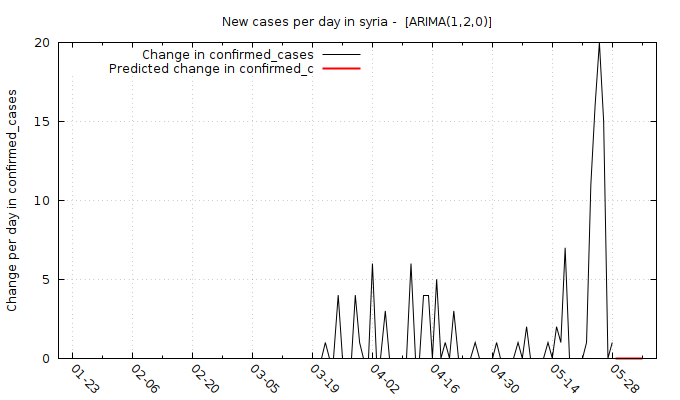 New cases per day in syria -  [ARIMA(1,2,0)]
Change in confirmed_cases
Predicted change in confirmed_c
Change per day in confirmed_cases
20
15
10
5
0
01-23 02-06 02-20 03-05 03-19 04-02 04-16 04-30 05-14 05-28